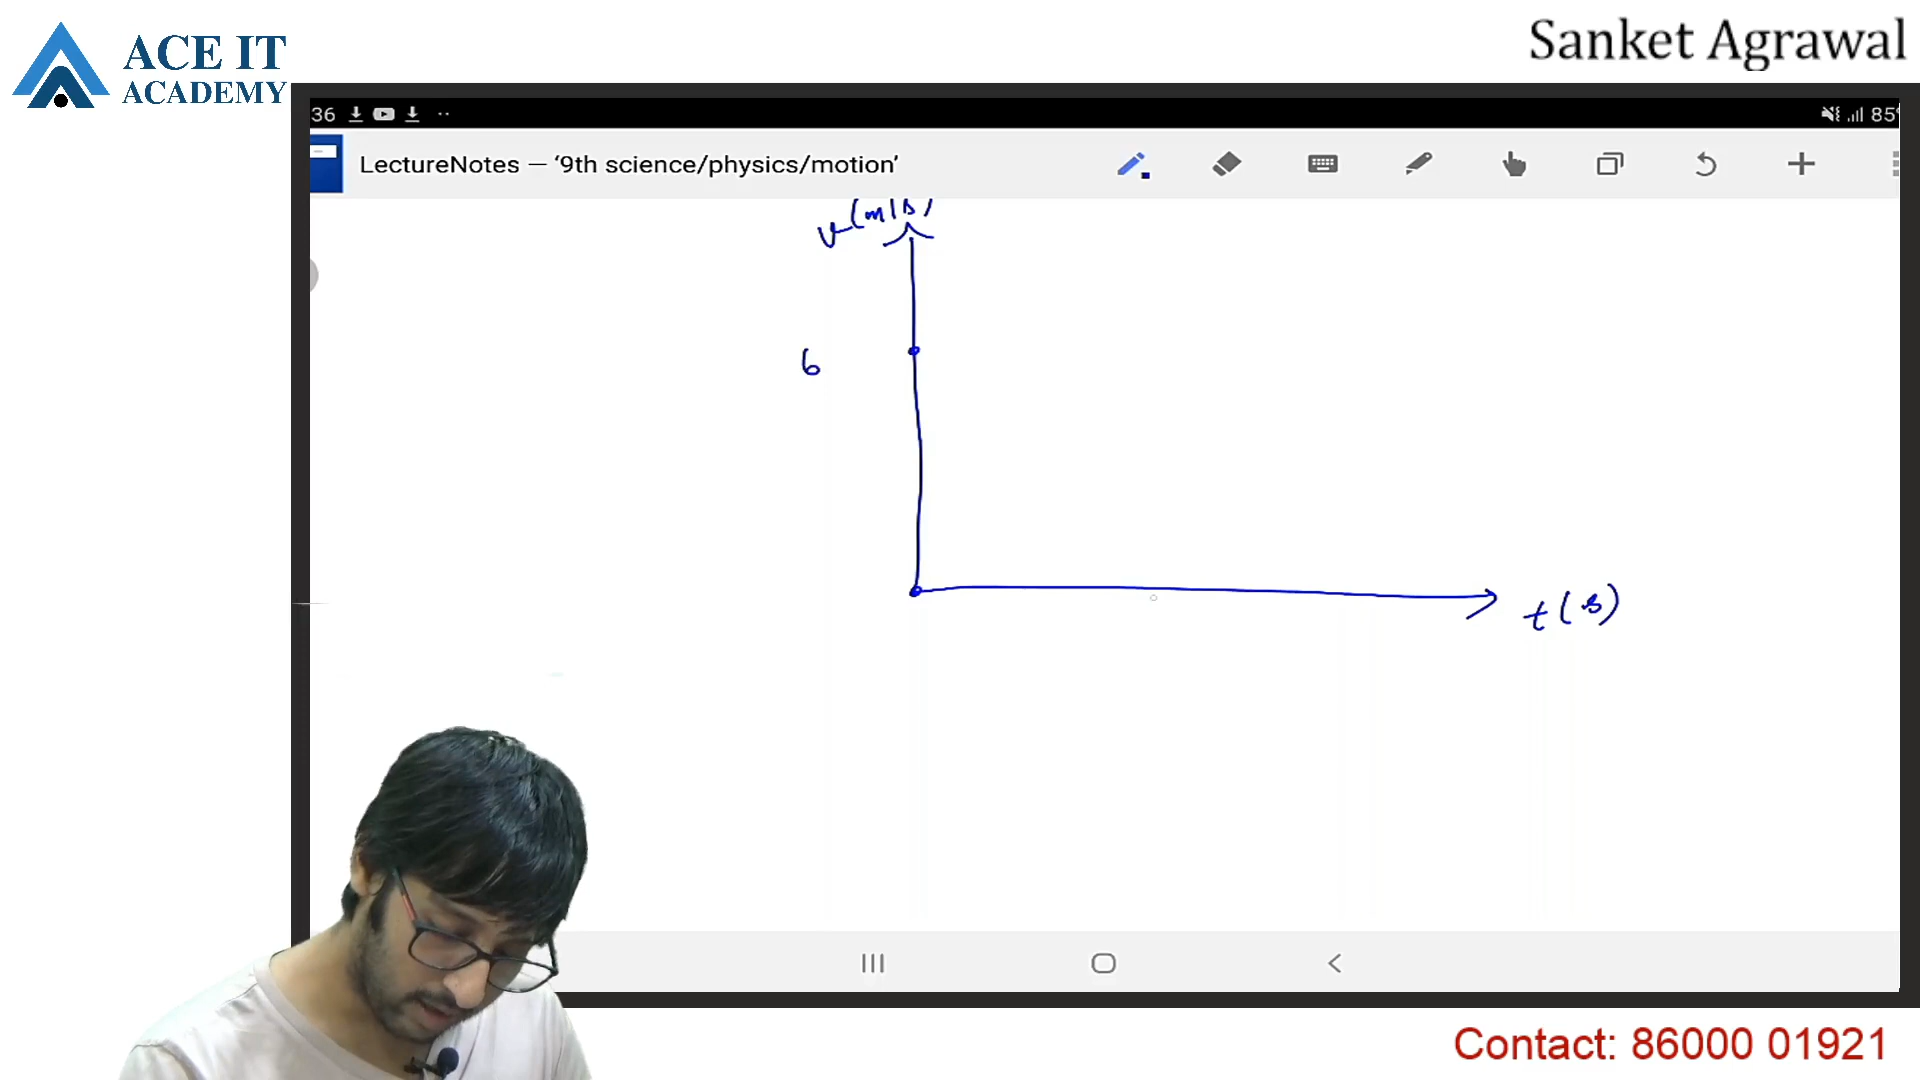 ACE IT
ACADEMY
Sanket Agrawal
36
85
LectureNotes — ‘9th science/physics/motion’
v (m/s)
6
t (s)
Contact: 86000 01921